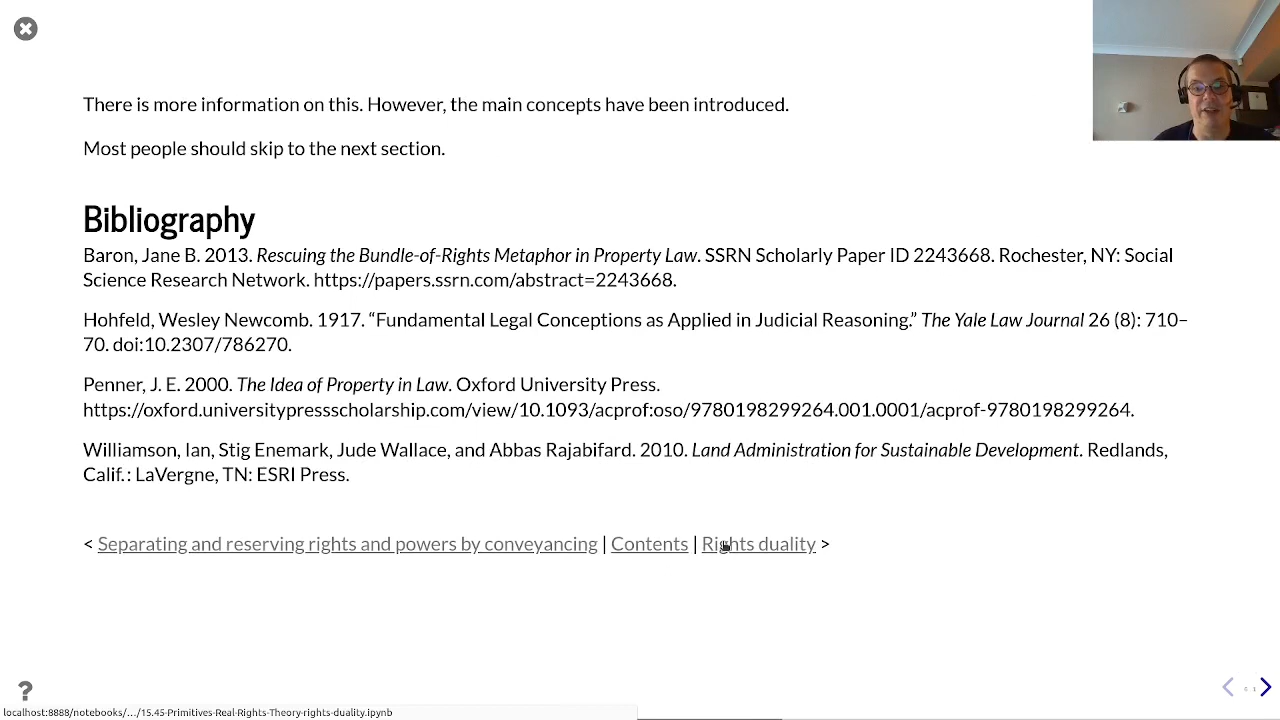 There is more information on this. However, the main concepts have been introduced.
Most people should skip to the next section.
Bibliography
Baron, Jane B. 2013. Rescuing the Bundle-of-Rights Metaphor in Property Law. SSRN Scholarly Paper ID 2243668. Rochester, NY: Social
Science Research Network. https://papers.ssrn.com/abstract=2243668.
Hohfeld, Wesley Newcomb. 1917. “Fundamental Legal Conceptions as Applied in Judicial Reasoning.” The Yale Law Journal 26 (8): 710–
70. doi:10.2307/786270.
Penner, J. E. 2000. The Idea of Property in Law. Oxford University Press.
https://oxford.universitypressscholarship.com/view/10.1093/acprof:oso/9780198299264.001.0001/acprof-9780198299264.
Williamson, Ian, Stig Enemark, Jude Wallace, and Abbas Rajabifard. 2010. Land Administration for Sustainable Development. Redlands,
Calif.: LaVergne, TN: ESRI Press.
< Separating and reserving rights and powers by conveyancing | Contents | Rights duality >
?
localhost:8888/notebooks/.../15.45-Primitives-Real-Rights-Theory-rights-duality.ipynb